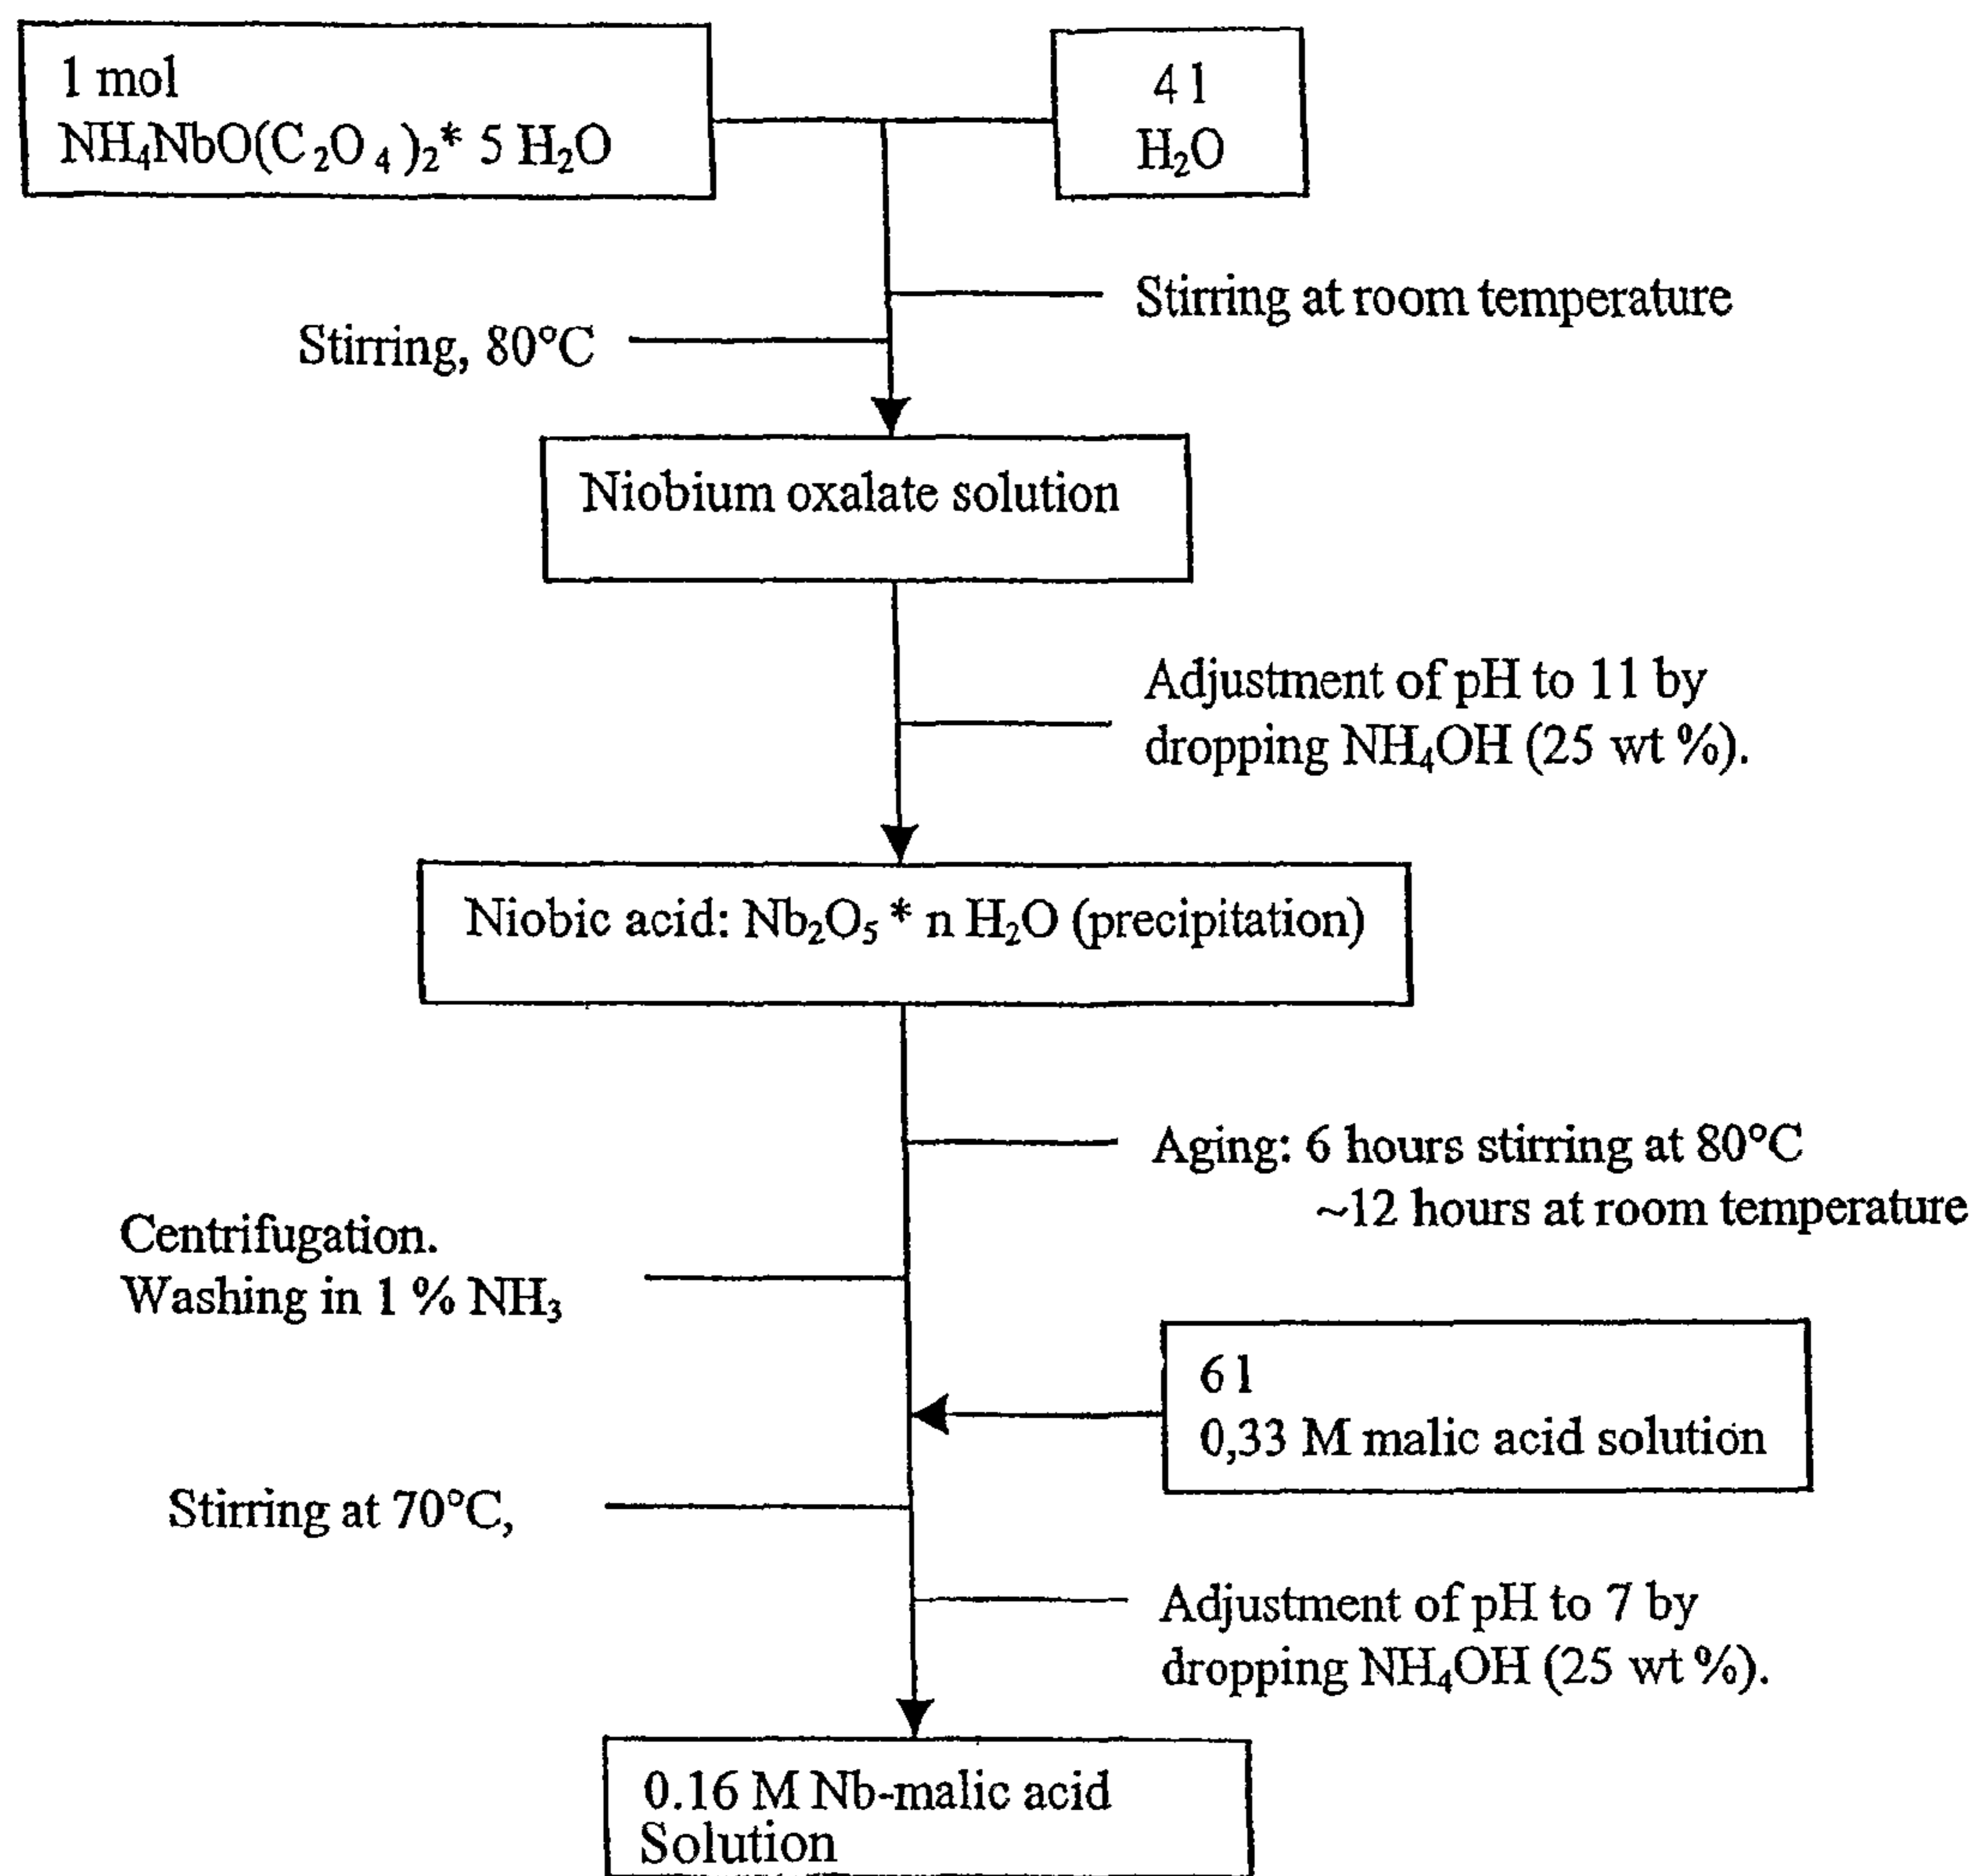 1 mol
NH₄NbO(C₂O₄)₂* 5 H₂O
4 l
H₂O
Stirring at room temperature
Stirring, 80°C
Niobium oxalate solution
Adjustment of pH to 11 by
dropping NH₄OH (25 wt %).
Niobic acid: Nb₂O₅ * n H₂O (precipitation)
Aging: 6 hours stirring at 80°C
~12 hours at room temperature
Centrifugation.
Washing in 1 % NH₃
6 l
0,33 M malic acid solution
Stirring at 70°C,
Adjustment of pH to 7 by
dropping NH₄OH (25 wt %).
0.16 M Nb-malic acid
Solution